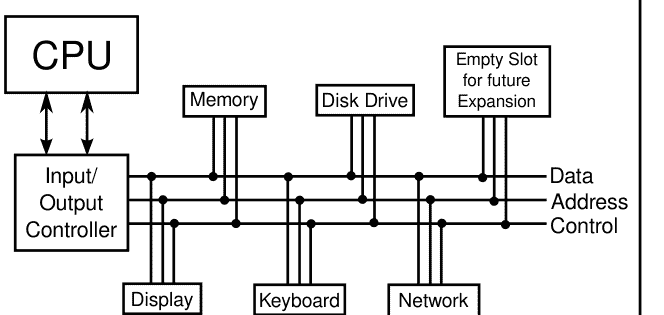 CPU
Empty Slot
for future
Expansion
Memory
Disk Drive
Input/
Output
Controller
Data
Address
Control
Display
Keyboard
Network